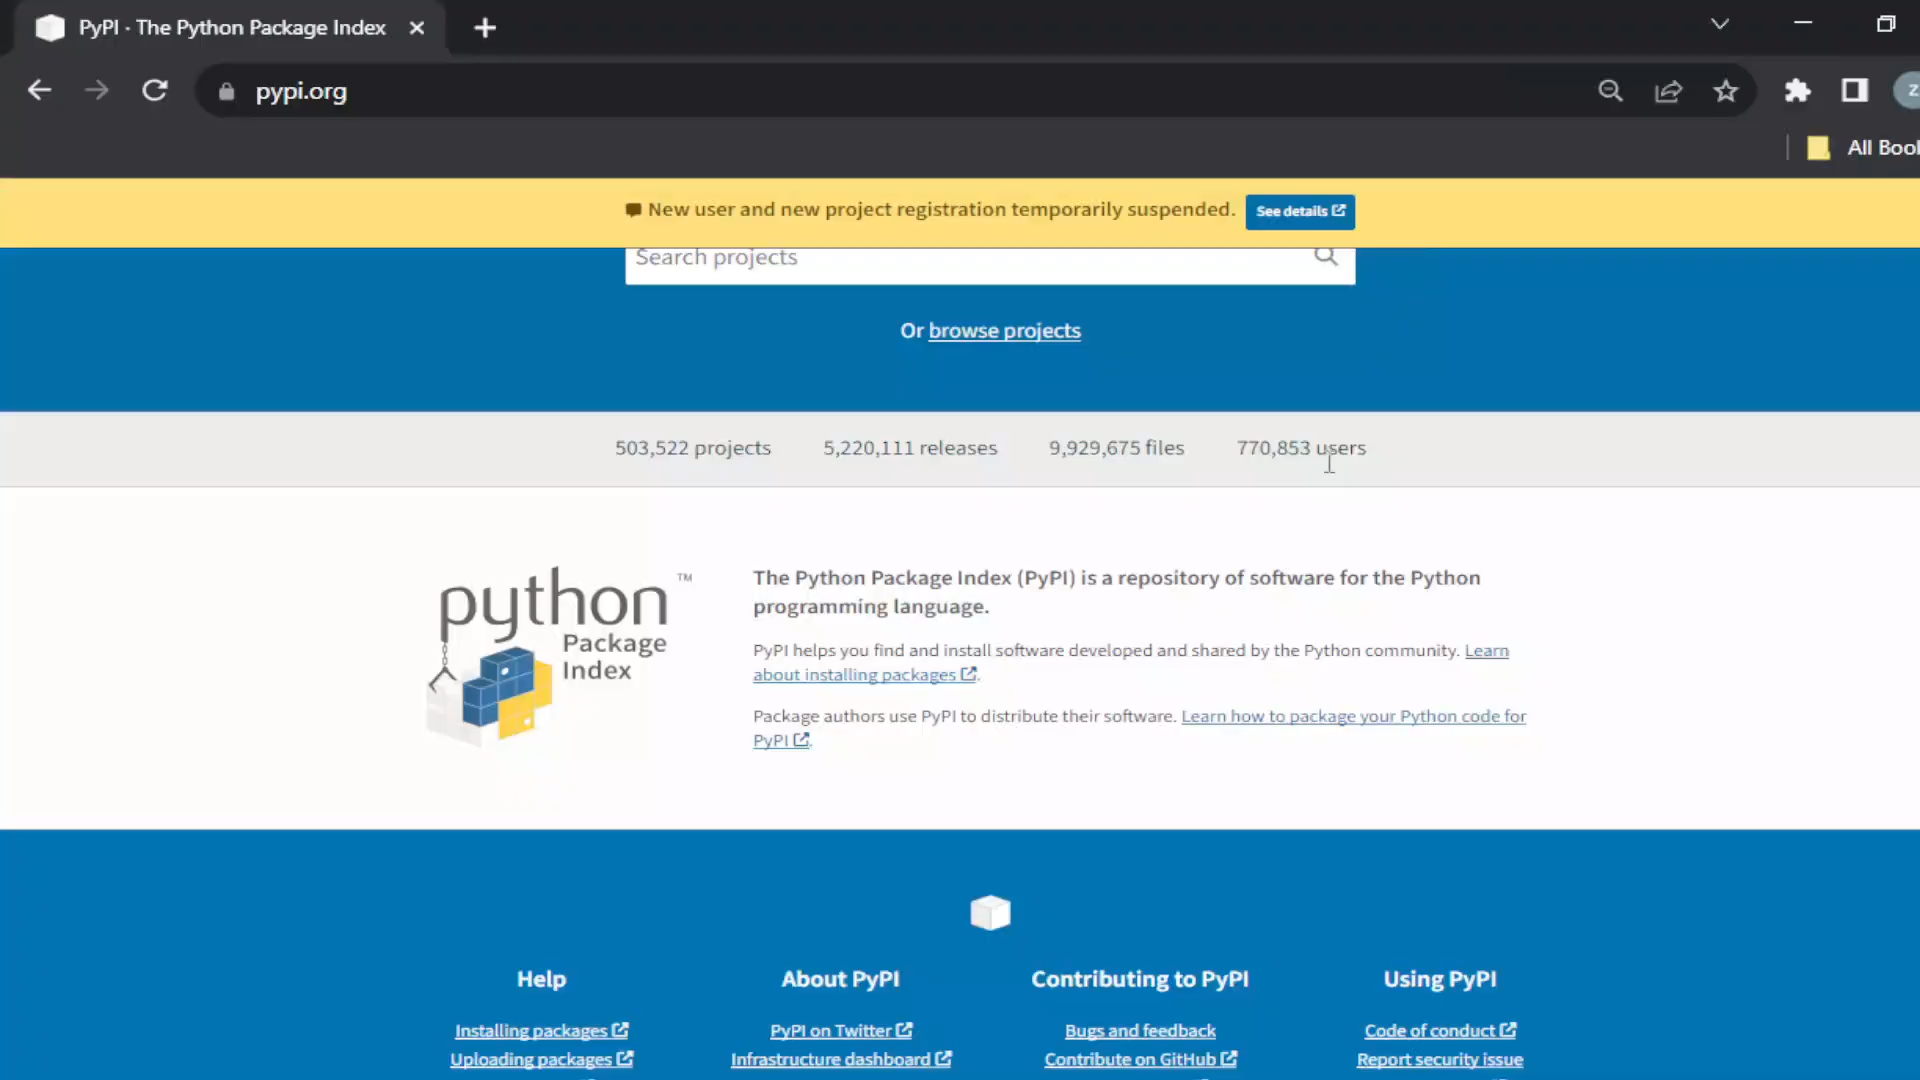 PyPI · The Python Package Index
pypi.org
Z
All Book
New user and new project registration temporarily suspended. See details
Search projects
Or browse projects
503,522 projects 5,220,111 releases 9,929,675 files 770,853 users
python™
Package
Index
The Python Package Index (PyPI) is a repository of software for the Python
programming language.
PyPI helps you find and install software developed and shared by the Python community. Learn
about installing packages.
Package authors use PyPI to distribute their software. Learn how to package your Python code for
PyPI.
Help About PyPI Contributing to PyPI Using PyPI
Installing packages PyPI on Twitter Bugs and feedback Code of conduct
Uploading packages Infrastructure dashboard Contribute on GitHub Report security issue